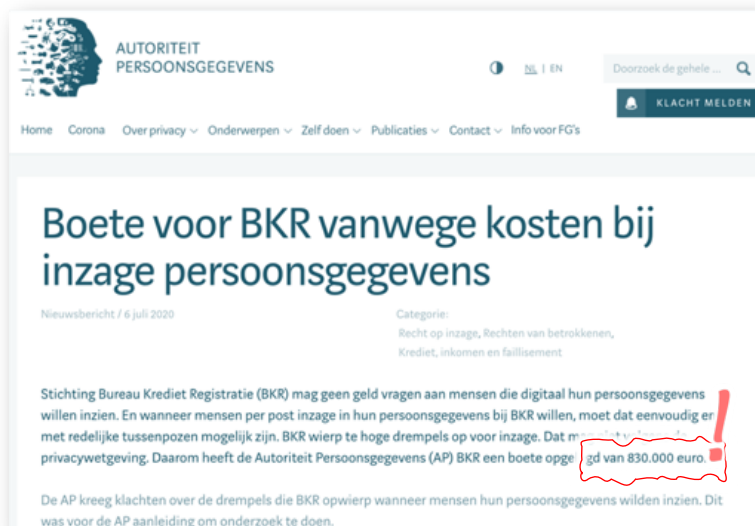 AUTORITEIT
PERSOONSGEGEVENS
NL | EN
Doorzoek de gehele ...
KLACHT MELDEN
Home Corona Over privacy Onderwerpen Zelf doen Publicaties Contact Info voor FG's
Boete voor BKR vanwege kosten bij
inzage persoonsgegevens
Nieuwsbericht / 6 juli 2020
Categorie:
Recht op inzage, Rechten van betrokkenen,
Krediet, inkomen en faillisement
Stichting Bureau Krediet Registratie (BKR) mag geen geld vragen aan mensen die digitaal hun persoonsgegevens
willen inzien. En wanneer mensen per post inzage in hun persoonsgegevens bij BKR willen, moet dat eenvoudig en
met redelijke tussenpozen mogelijk zijn. BKR wierp te hoge drempels op voor inzage. Dat
privacywetgeving. Daarom heeft de Autoriteit Persoonsgegevens (AP) BKR een boete opge gd van 830.000 euro.
De AP kreeg klachten over de drempels die BKR opwierp wanneer mensen hun persoonsgegevens wilden inzien. Dit
was voor de AP aanleiding om onderzoek te doen.